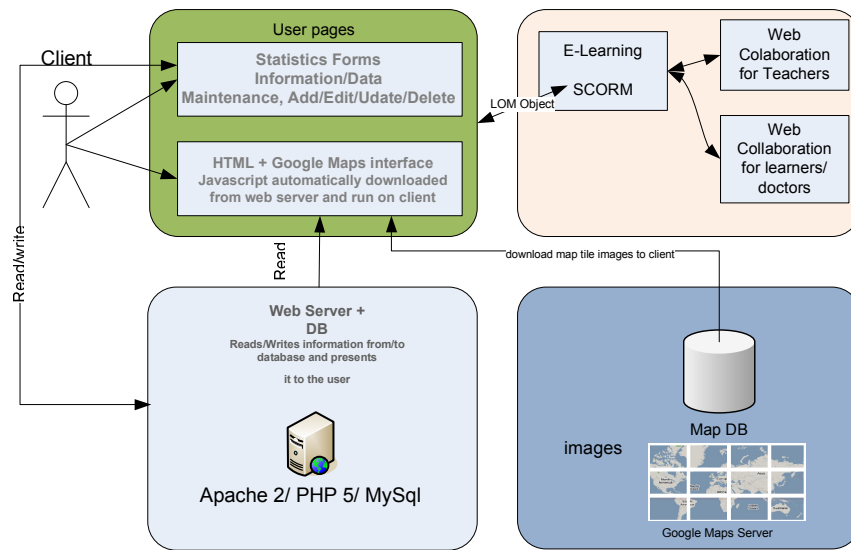 Client
User pages
Statistics Forms
Information/Data
Maintenance, Add/Edit/Udate/Delete
HTML + Google Maps interface
Javascript automatically downloaded
from web server and run on client
LOM Object
E-Learning
SCORM
Web
Colaboration
for Teachers
Web
Collaboration
for learners/
doctors
Read/write
Read
download map tile images to client
Web Server +
DB
Reads/Writes information from/to
database and presents
it to the user
Apache 2/ PHP 5/ MySql
Map DB
images
Google Maps Server